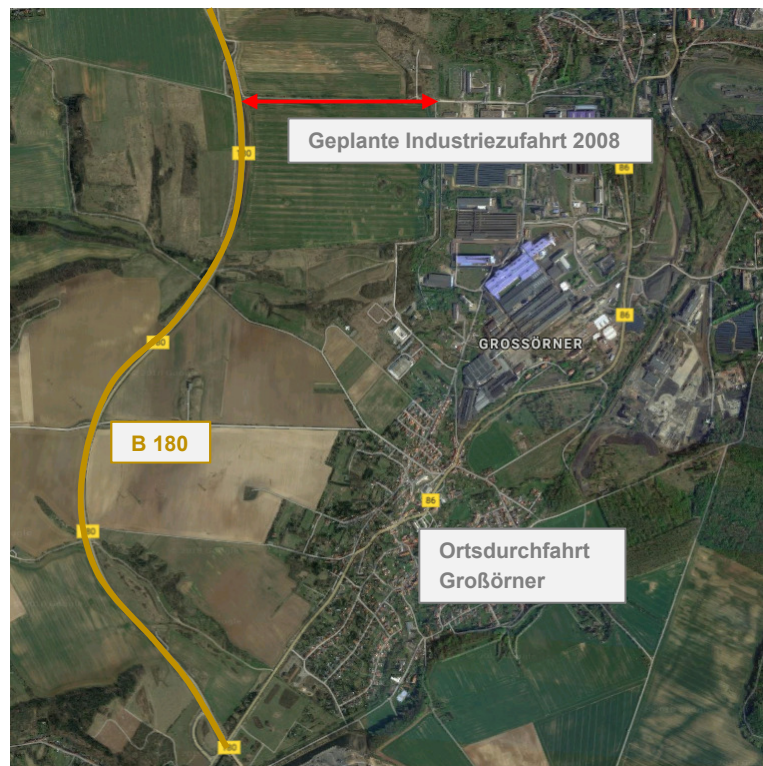 Geplante Industriezufahrt 2008
180
86
86
GROSSÖRNER
180
B 180
86
180
Ortsdurchfahrt
Großörner
180